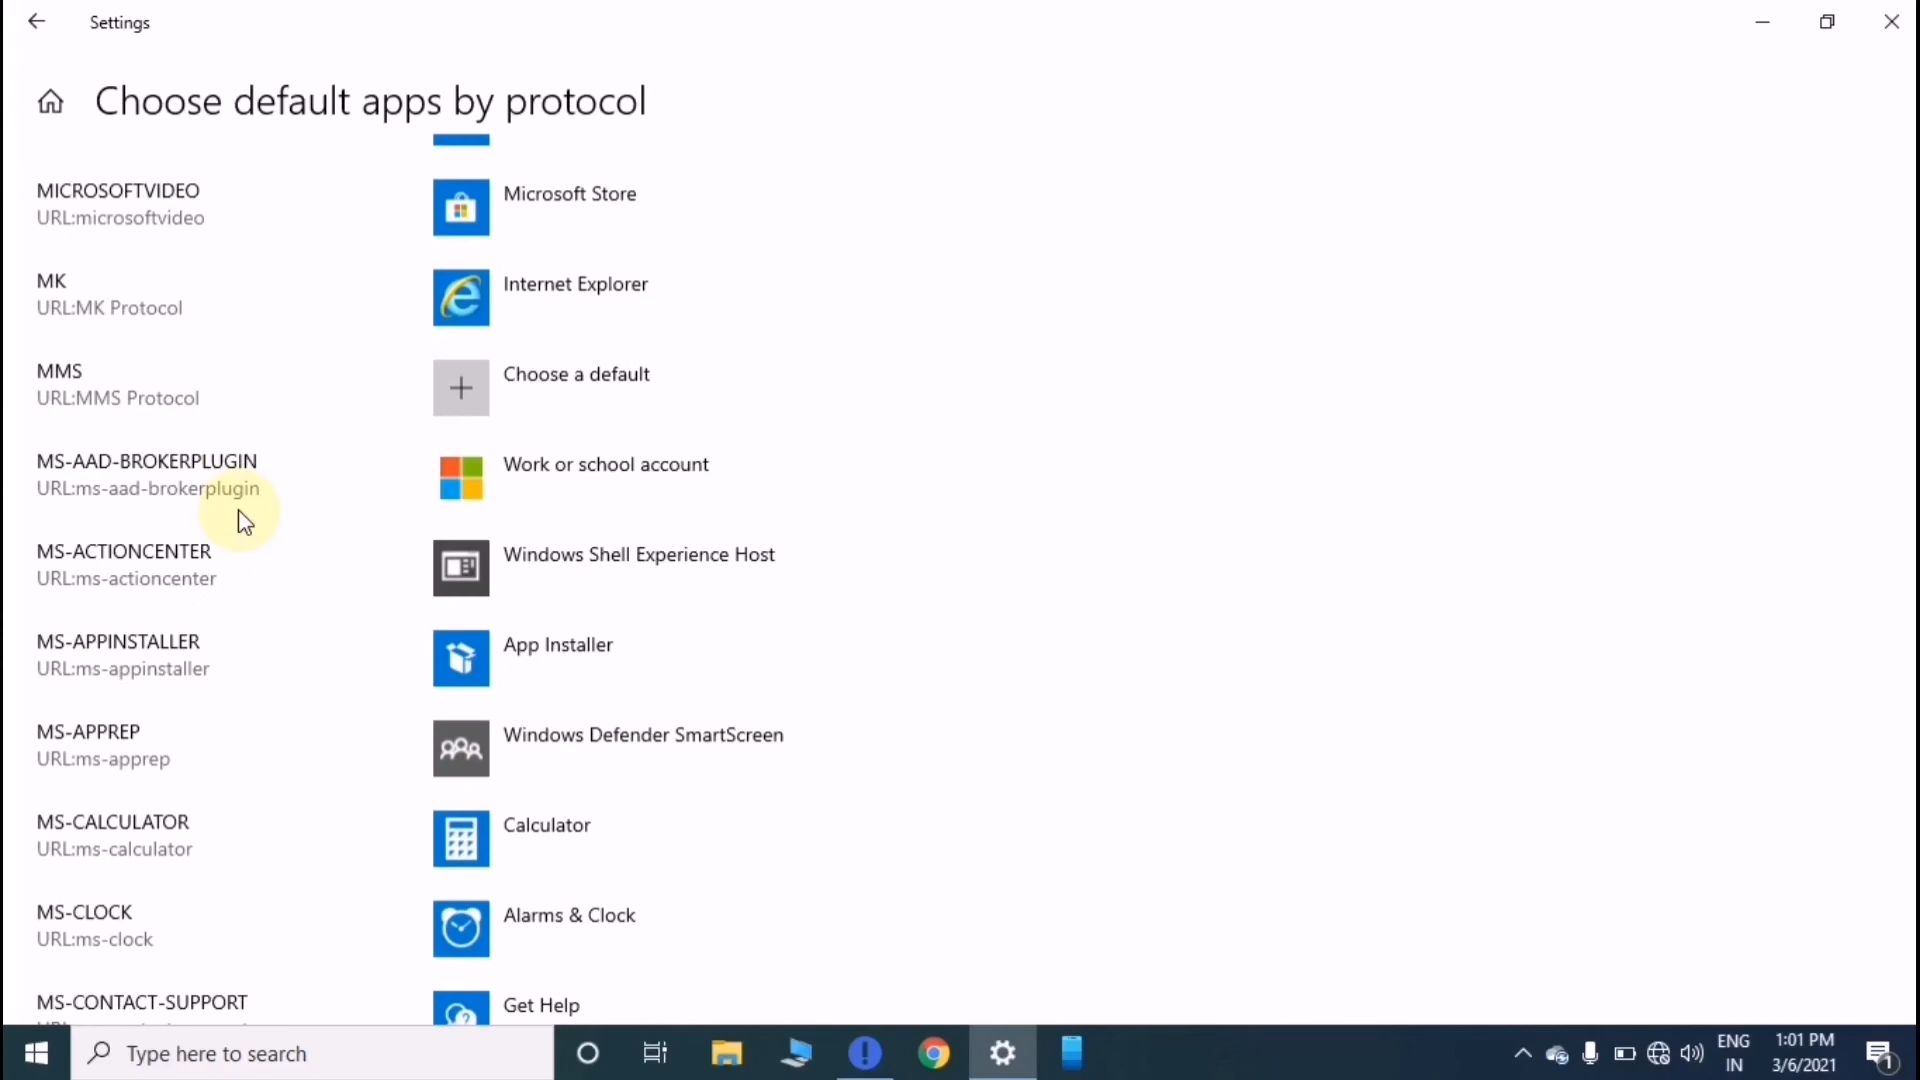 Settings
Choose default apps by protocol
MICROSOFTVIDEO
URL:microsoftvideo
Microsoft Store
MK
URL:MK Protocol
Internet Explorer
MMS
URL:MMS Protocol
Choose a default
MS-AAD-BROKERPLUGIN
URL:ms-aad-brokerplugin
Work or school account
MS-ACTIONCENTER
URL:ms-actioncenter
Windows Shell Experience Host
MS-APPINSTALLER
URL:ms-appinstaller
App Installer
MS-APPREP
URL:ms-apprep
Windows Defender SmartScreen
MS-CALCULATOR
URL:ms-calculator
Calculator
MS-CLOCK
URL:ms-clock
Alarms & Clock
MS-CONTACT-SUPPORT
Get Help
Type here to search
ENG
IN
1:01 PM
3/6/2021
1